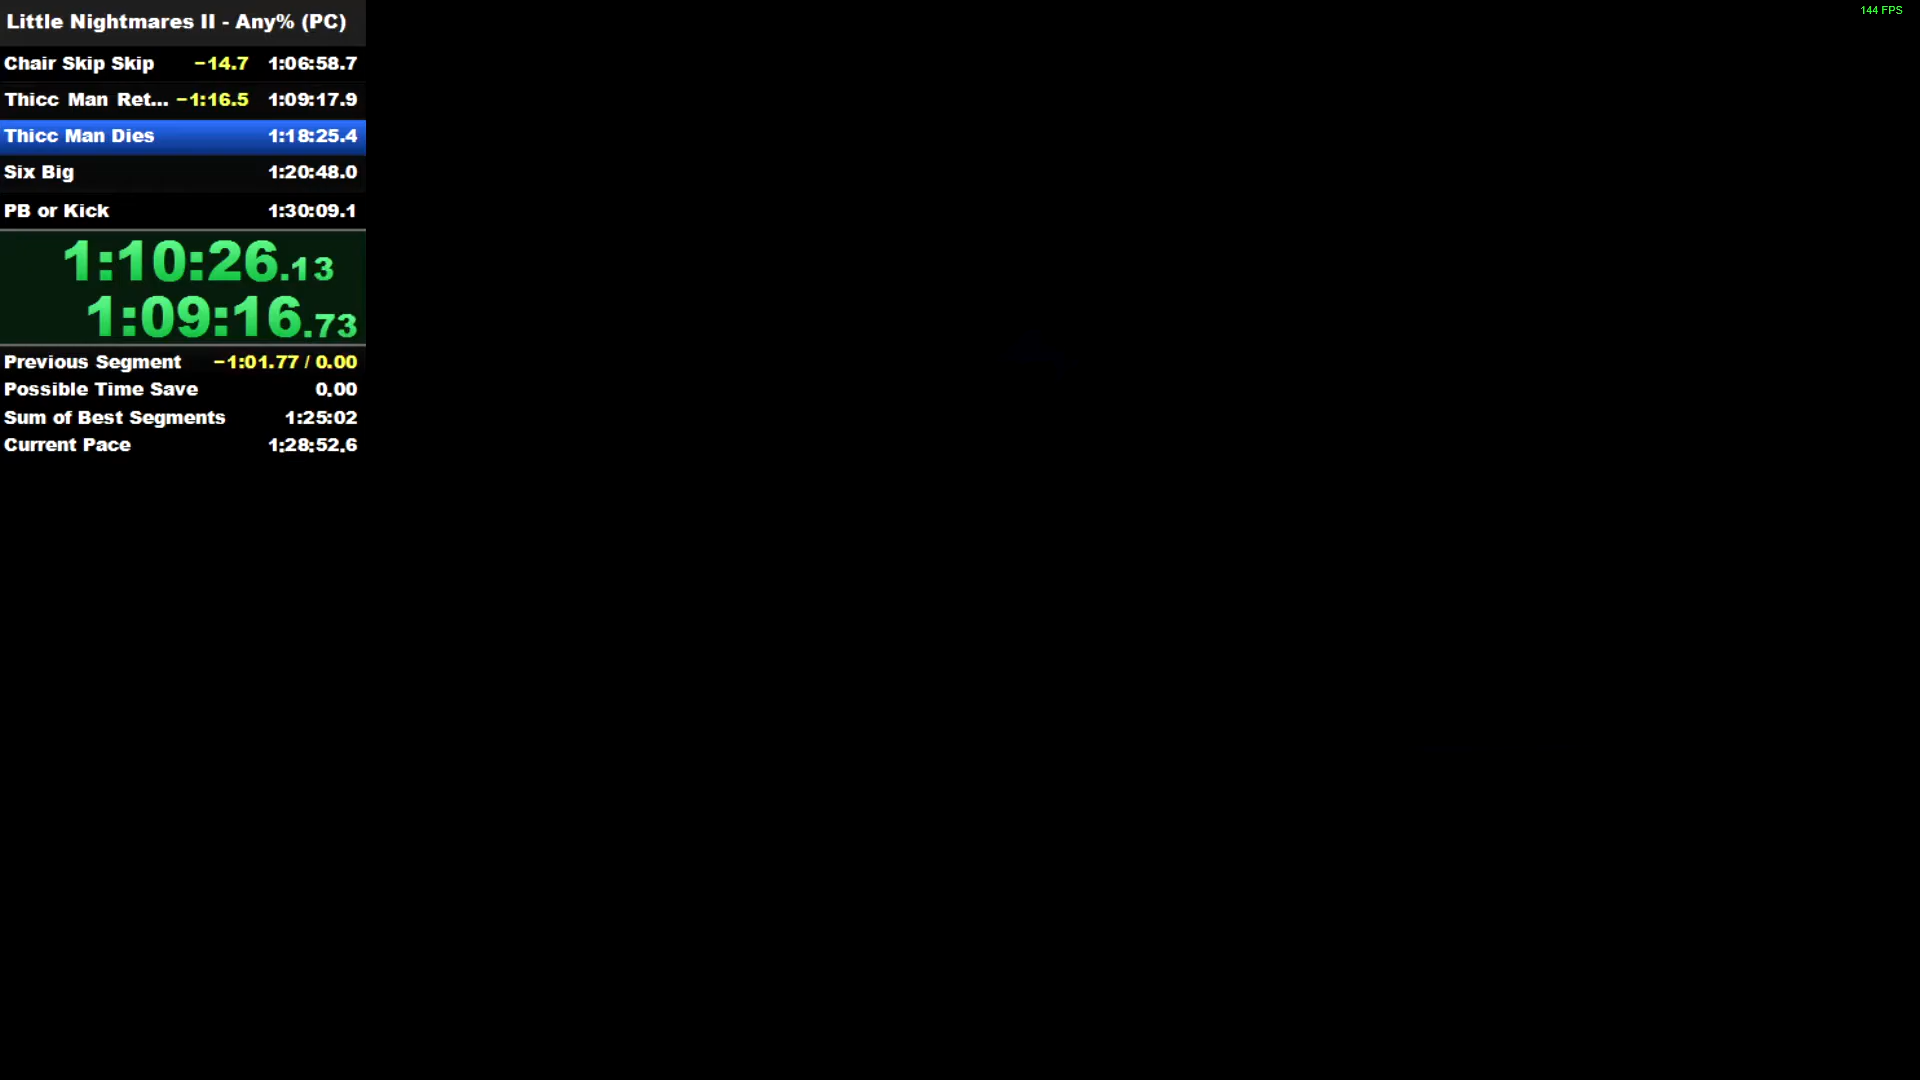 Little Nightmares II - Any% (PC)
144 FPS
Chair Skip Skip −14.7 1:06:58.7
Thicc Man Ret... −1:16.5 1:09:17.9
Thicc Man Dies 1:18:25.4
Six Big 1:20:48.0
PB or Kick 1:30:09.1
1:10:26.13
1:09:16.73
Previous Segment −1:01.77 / 0.00
Possible Time Save 0.00
Sum of Best Segments 1:25:02
Current Pace 1:28:52.6